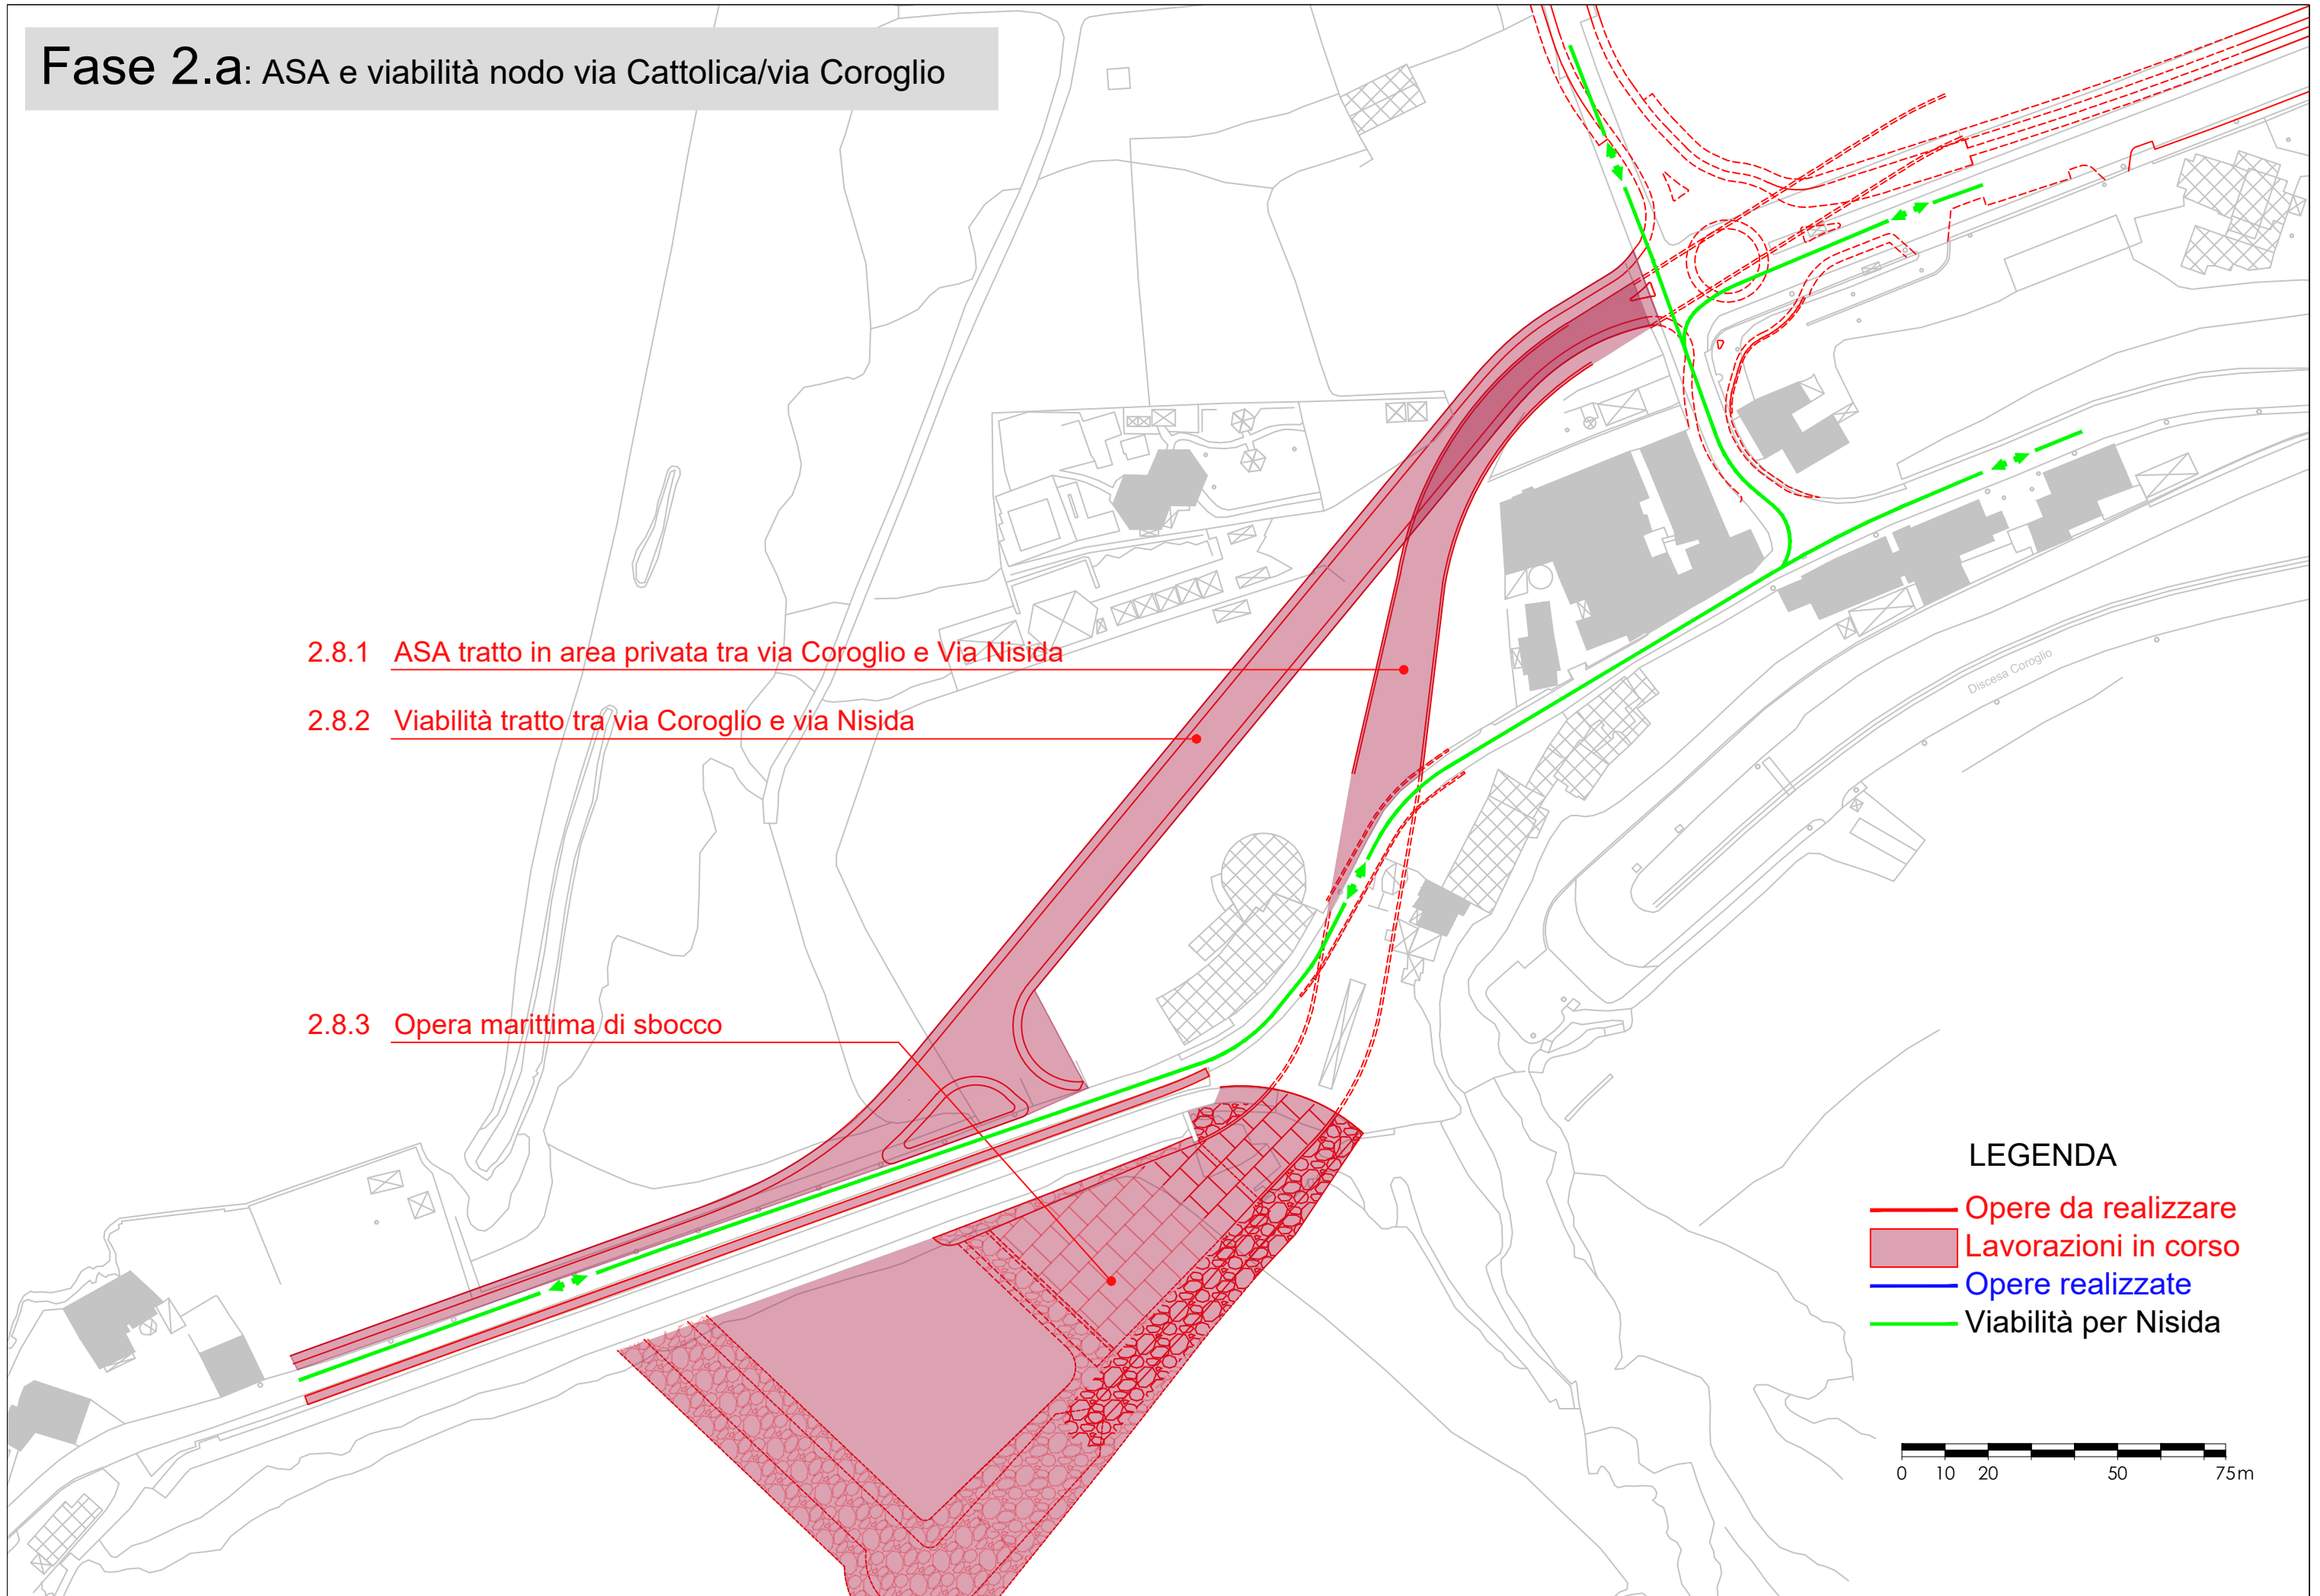 Fase 2.a: ASA e viabilità nodo via Cattolica/via Coroglio
2.8.1 ASA tratto in area privata tra via Coroglio e Via Nisida
2.8.2 Viabilità tratto tra via Coroglio e via Nisida
Discesa Coroglio
2.8.3 Opera marittima di sbocco
LEGENDA
Opere da realizzare
Lavorazioni in corso
Opere realizzate
Viabilità per Nisida
0 10 20 50 75m